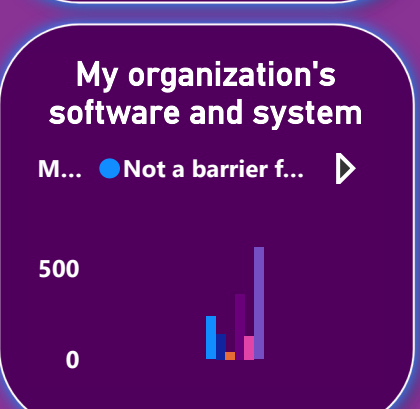 My organization's
software and system
M... Not a barrier f...
500
0